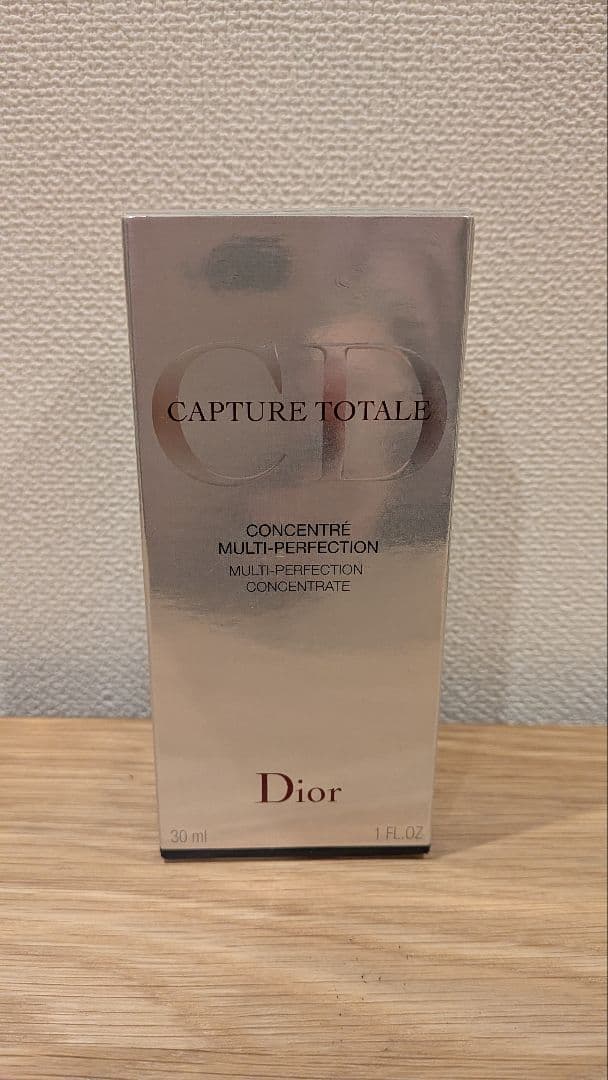 CD
CAPTURE TOTALE
CONCENTRÉ
MULTI-PERFECTION
MULTI-PERFECTION
CONCENTRATE
Dior
30 ml 1 FL.OZ